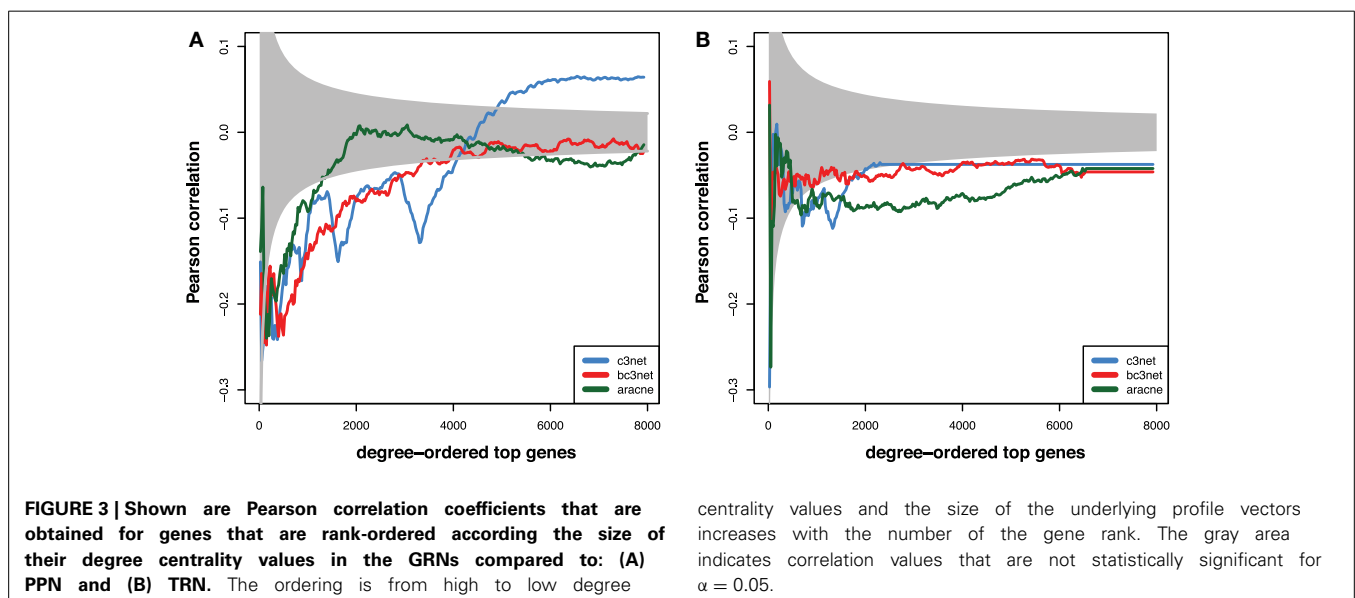 A
0.1
0.0
−0.1
−0.2
−0.3
Pearson correlation
0
2000
4000
6000
8000
degree−ordered top genes
c3net
bc3net
aracne
B
0.1
0.0
−0.1
−0.2
−0.3
Pearson correlation
0
2000
4000
6000
8000
degree−ordered top genes
c3net
bc3net
aracne
FIGURE 3 | Shown are Pearson correlation coefficients that are
obtained for genes that are rank-ordered according the size of
their degree centrality values in the GRNs compared to: (A)
PPN and (B) TRN. The ordering is from high to low degree
centrality values and the size of the underlying profile vectors
increases with the number of the gene rank. The gray area
indicates correlation values that are not statistically significant for
α = 0.05.